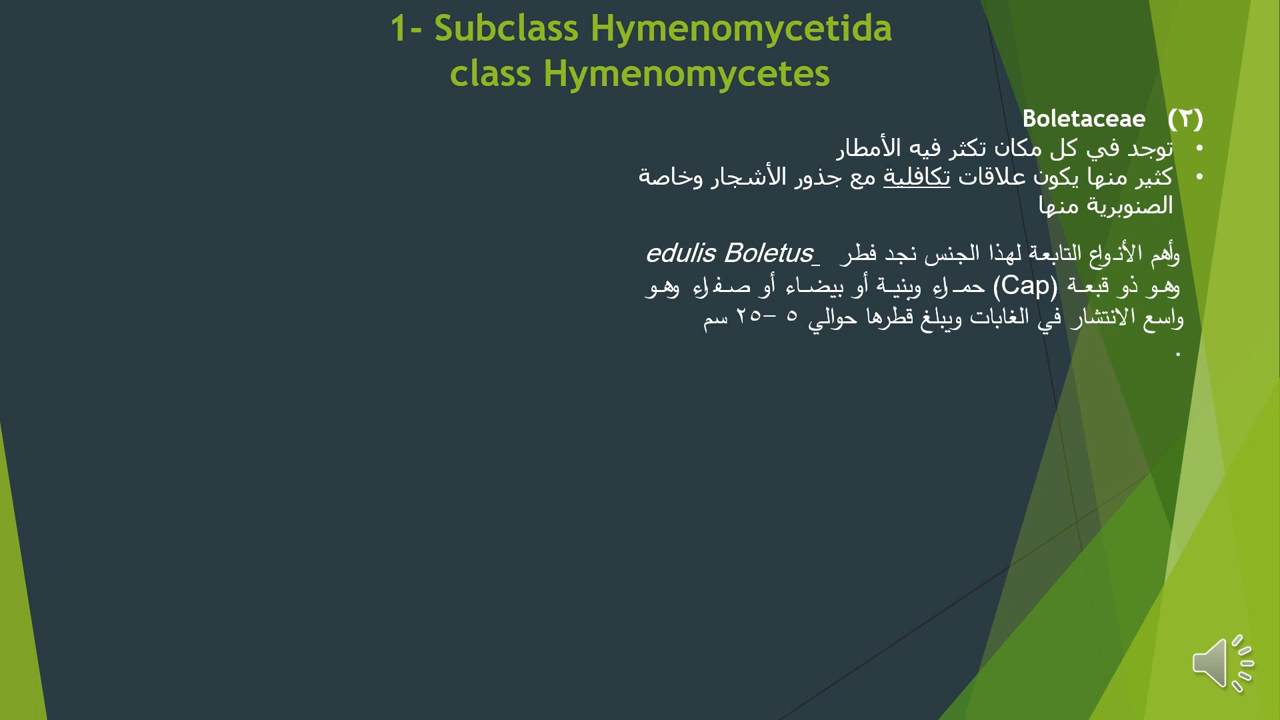 1- Subclass Hymenomycetida
class Hymenomycetes
(٢) Boletaceae
• توجد في كل مكان تكثر فيه الأمطار
• كثير منها يكون علاقات تكافلية مع جذور الأشجار وخاصة
الصنوبرية منها
وأهم الأنواع التابعة لهذا الجنس نجد فطر _edulis Boletus
وهو ذو قبعة (Cap) حمراء وبنية أو بيضاء أو صفراء وهو
واسع الانتشار في الغابات ويبلغ قطرها حوالي ٥ –٢٥ سم
.